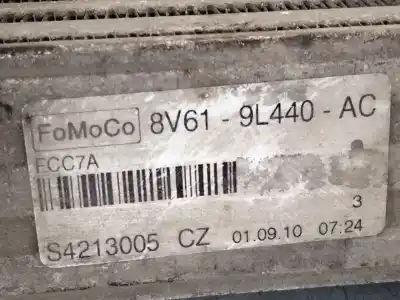 FoMoCo 8V61 - 9L440 - AC
FCC7A
3
S4213005 CZ 01.09.10 07:24